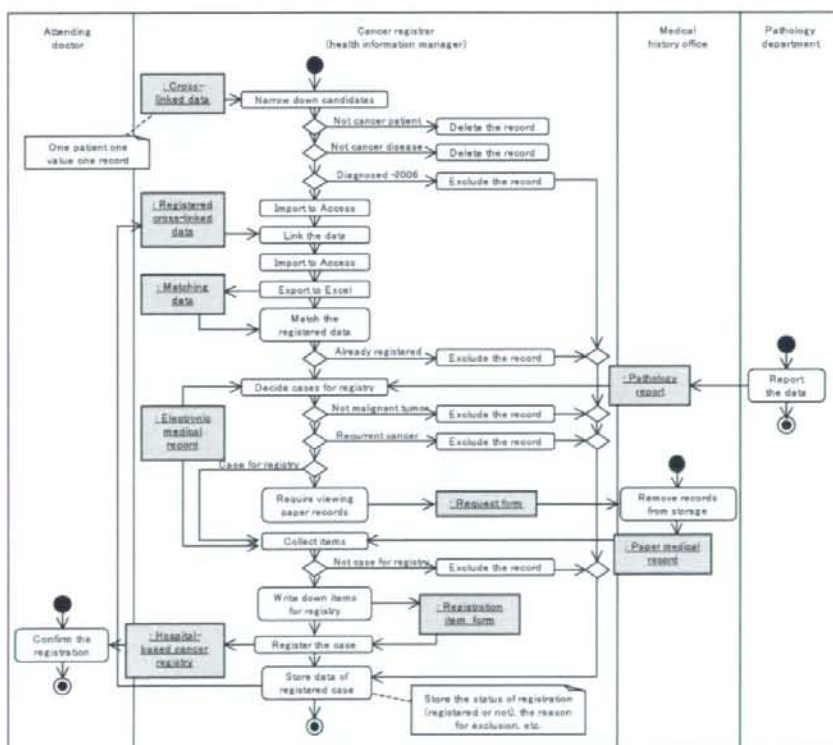 Attending
doctor
Cancer registrar
(health information manager)
Medical
history office
Pathology
department
: Cross-
linked data
Narrow down candidates
Not cancer patient
Delete the record
One patient one
value one record
Not cancer disease
Delete the record
Diagnosed -2006
Exclude the record
: Registered
cross-linked
data
Import to Access
Link the data
Import to Access
: Matching
data
Export to Excel
Match the
registered data
Already registered
Exclude the record
Decide cases for registry
: Pathology
report
Report
the data
Not malignant tumor
Exclude the record
: Electronic
medical
record
Recurrent cancer
Exclude the record
Case for registry
Require viewing
paper records
: Request form
Remove records
from storage
Collect items
: Paper medical
record
Not case for registry
Exclude the record
Write down items
for registry
: Registration
item form
Confirm the
registration
: Hospital-
based cancer
registry
Register the case
Store data of
registered case
Store the status of registration
(registered or not), the reason
for exclusion, etc.